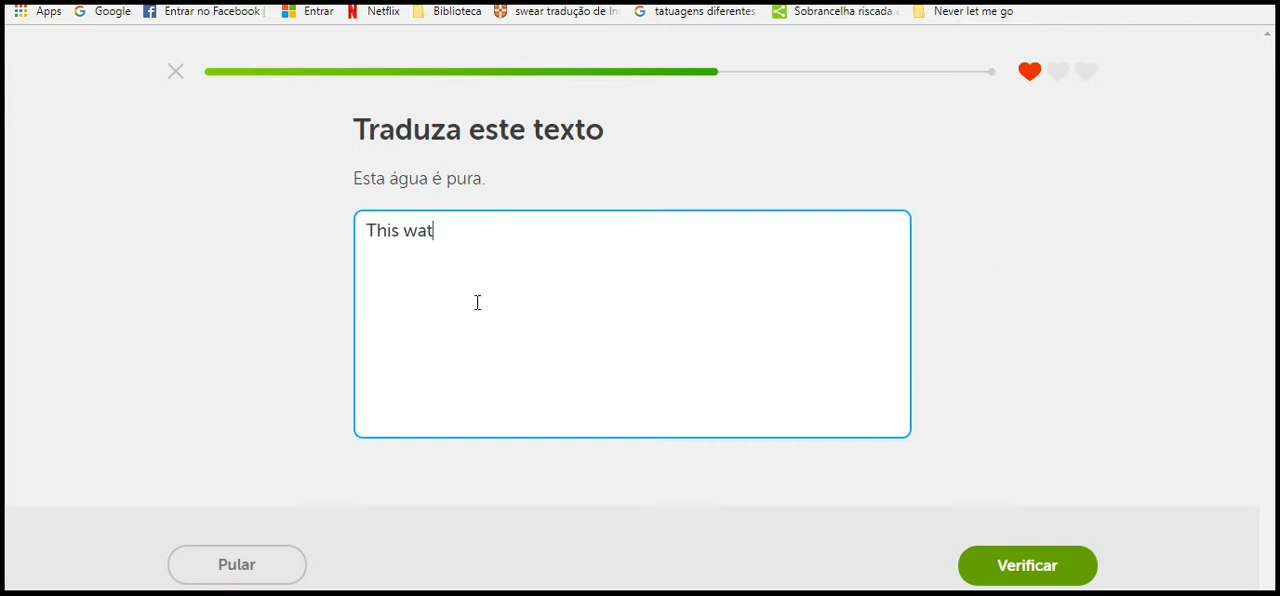 Apps Google Entrar no Facebook Entrar Netflix Biblioteca swear tradução de tatuagens diferentes Sobrancelha riscada Never let me go
Traduza este texto
Esta água é pura.
This wat
Pular Verificar